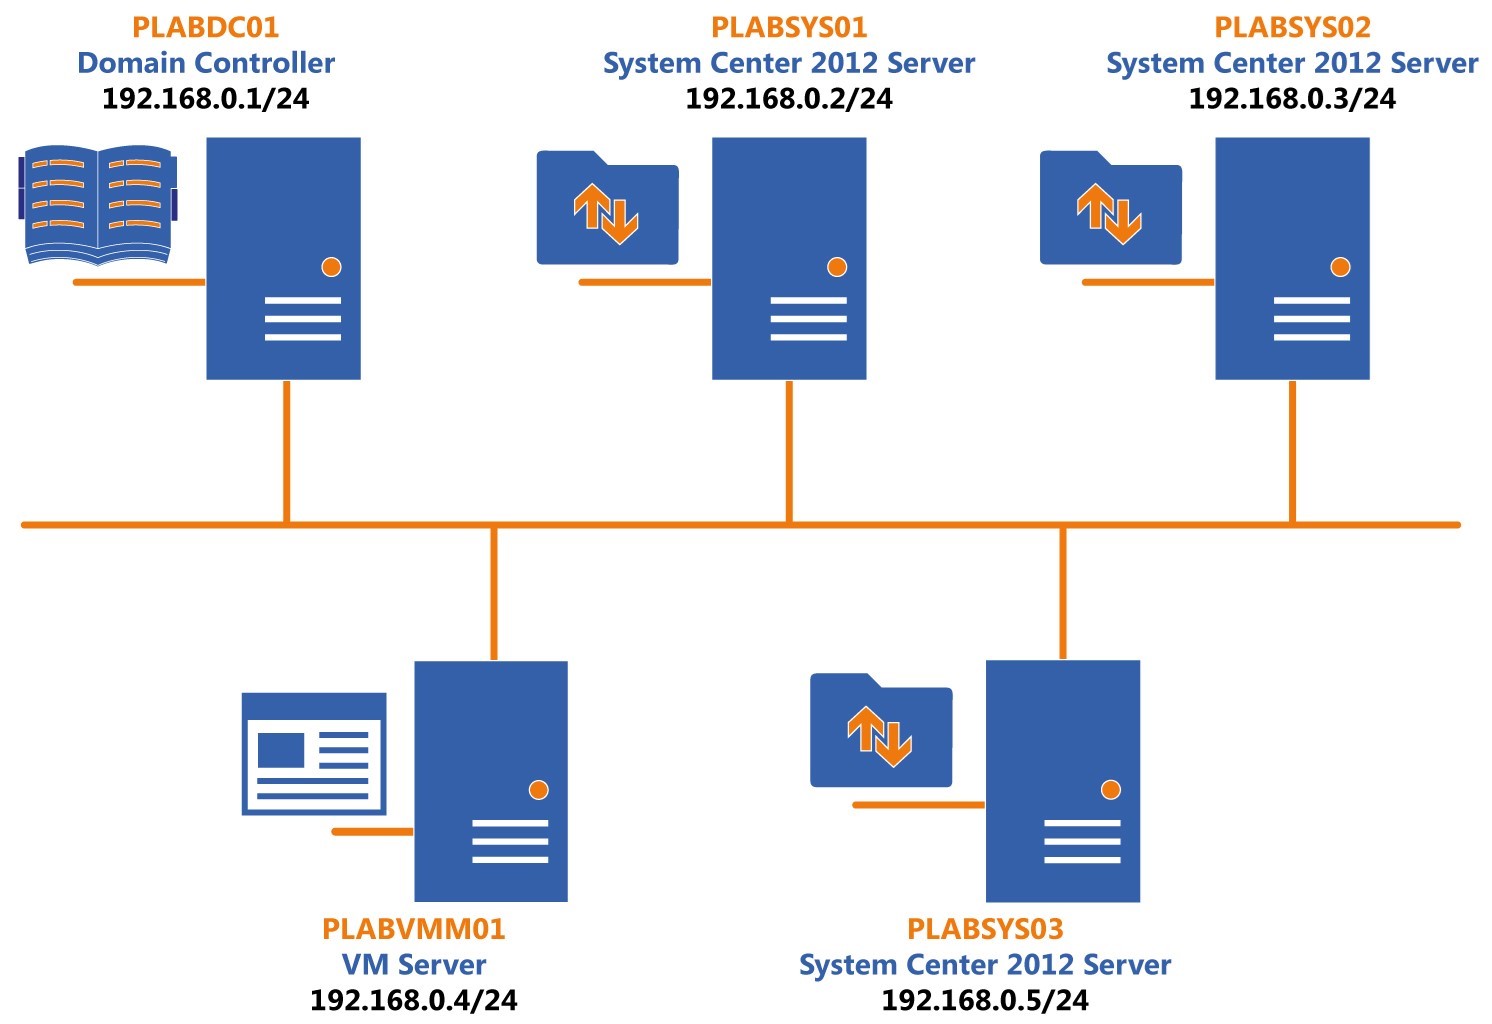 PLABDC01
Domain Controller
192.168.0.1/24
PLABSYS01
System Center 2012 Server
192.168.0.2/24
PLABSYS02
System Center 2012 Server
192.168.0.3/24
PLABVMM01
VM Server
192.168.0.4/24
PLABSYS03
System Center 2012 Server
192.168.0.5/24